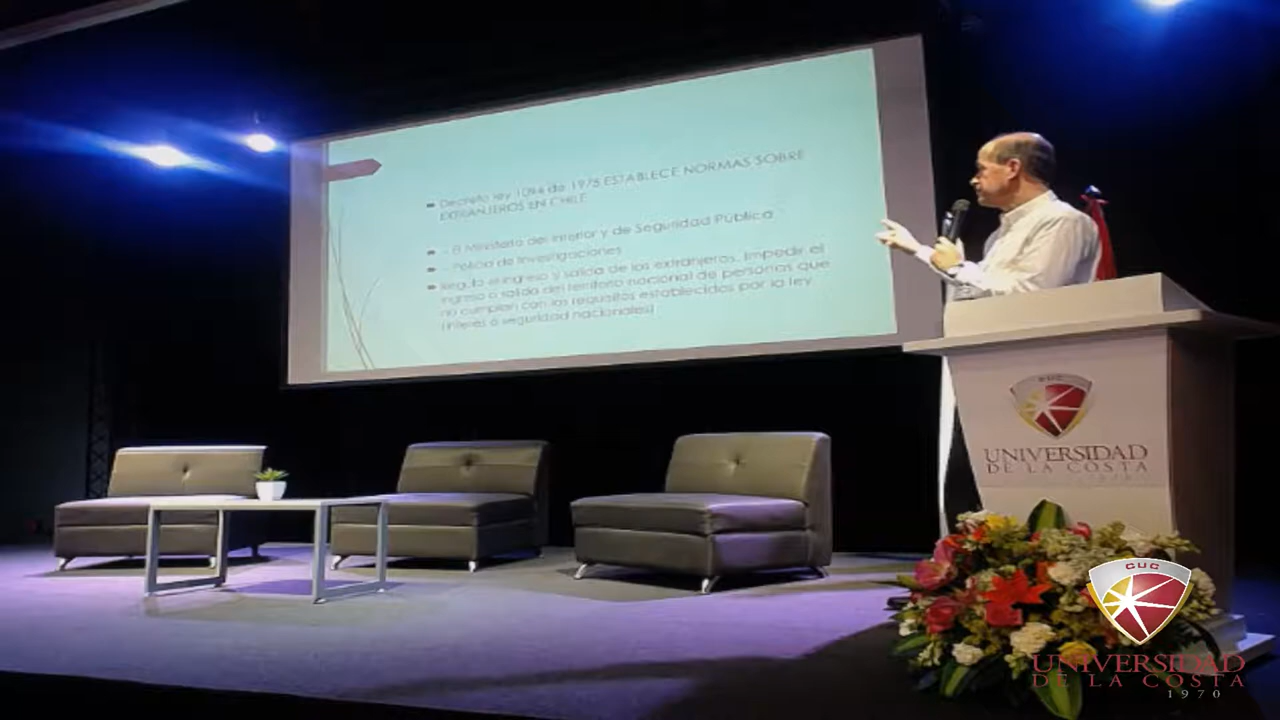 Decreto ley 1094 de 1975 ESTABLECE NORMAS SOBRE
EXTRANJEROS EN CHILE
- El Ministerio del Interior y de Seguridad Pública
- Policía de Investigaciones
Regula el ingreso y salida de los extranjeros. Impedir el
ingreso o salida del territorio nacional de personas que
no cumplan con los requisitos establecidos por la ley
(interés o seguridad nacionales)
CUC
UNIVERSIDAD
DE LA COSTA
CUC
UNIVERSIDAD
DE LA COSTA
1970